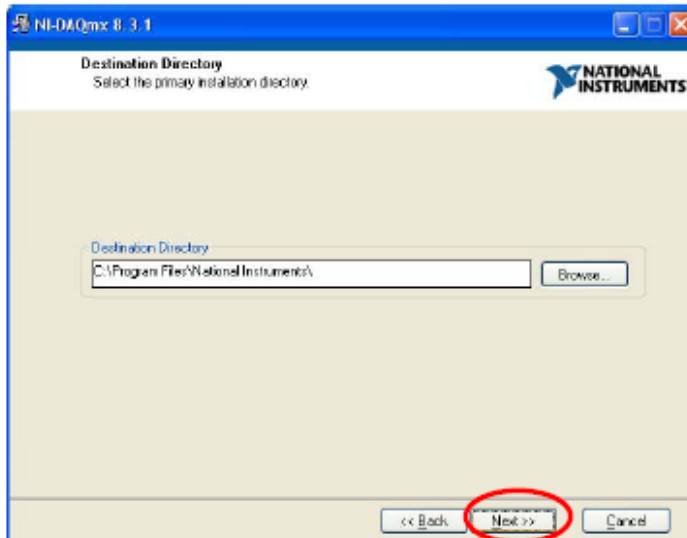 NI-DAQmx 8.3.1
Destination Directory
Select the primary installation directory.
NATIONAL
INSTRUMENTS
Destination Directory
C:\Program Files\National Instruments\
Browse...
<< Back
Next >>
Cancel